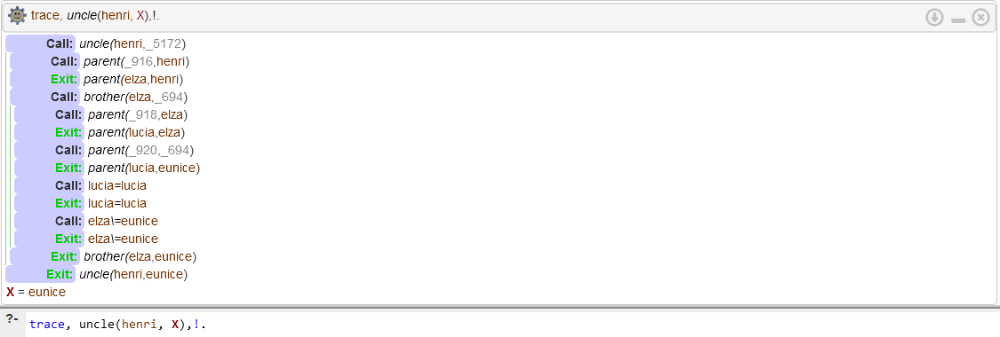 trace, uncle(henri, X),!.
Call: uncle(henri,_5172)
Call: parent(_916,henri)
Exit: parent(elza,henri)
Call: brother(elza,_694)
Call: parent(_918,elza)
Exit: parent(lucia,elza)
Call: parent(_920,_694)
Exit: parent(lucia,eunice)
Call: lucia=lucia
Exit: lucia=lucia
Call: elza\=eunice
Exit: elza\=eunice
Exit: brother(elza,eunice)
Exit: uncle(henri,eunice)
X = eunice
?- trace, uncle(henri, X),!.